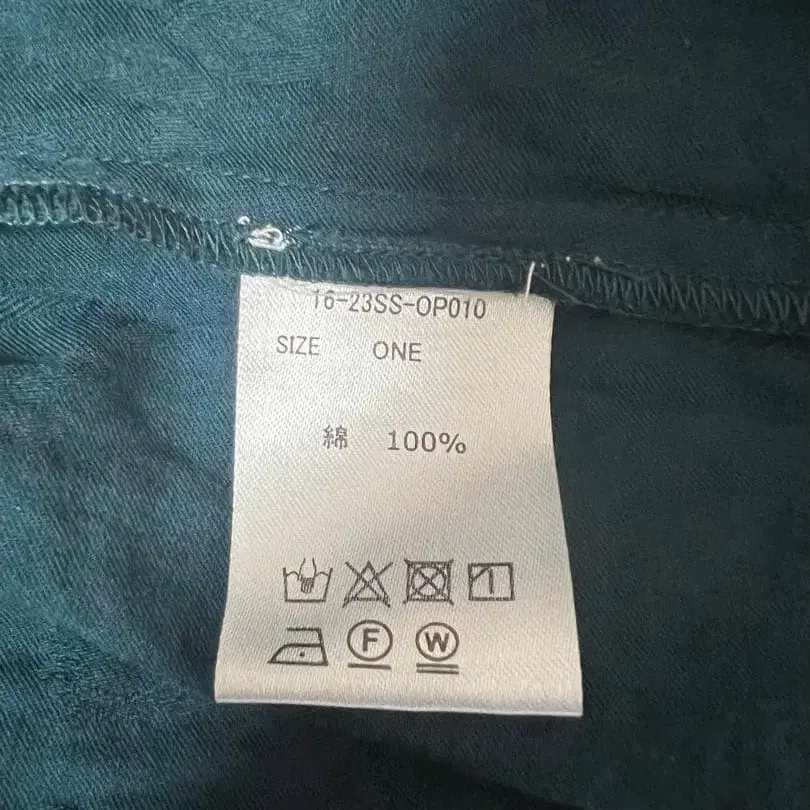 16-23SS-OP010
SIZE ONE
綿 100%
F W